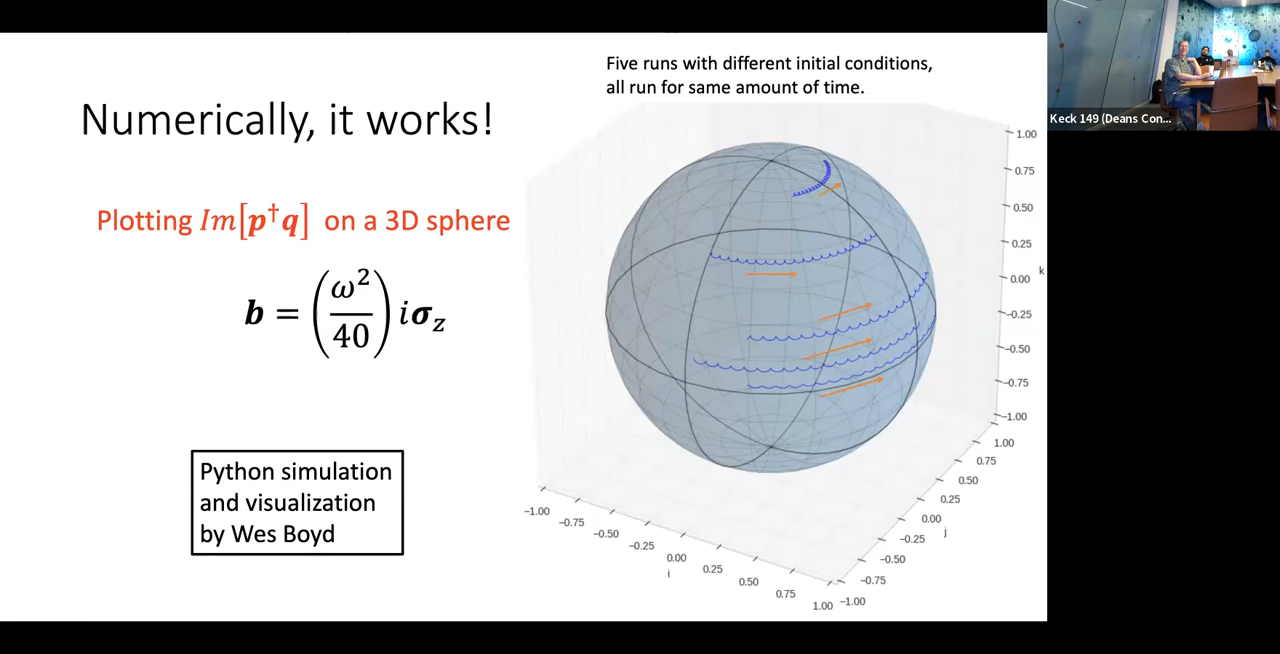 Five runs with different initial conditions,
all run for same amount of time.
Numerically, it works!
Plotting Im[p†q] on a 3D sphere
b = (ω²/40) iσ_z
Python simulation
and visualization
by Wes Boyd
1.00
0.75
0.50
0.25
0.00
k
−0.25
−0.50
−0.75
−1.00
−1.00
−0.75
−0.50
−0.25
0.00
i
0.25
0.50
0.75
1.00
1.00
0.75
0.50
0.25
0.00
j
−0.25
−0.50
−0.75
−1.00
Keck 149 (Deans Con...